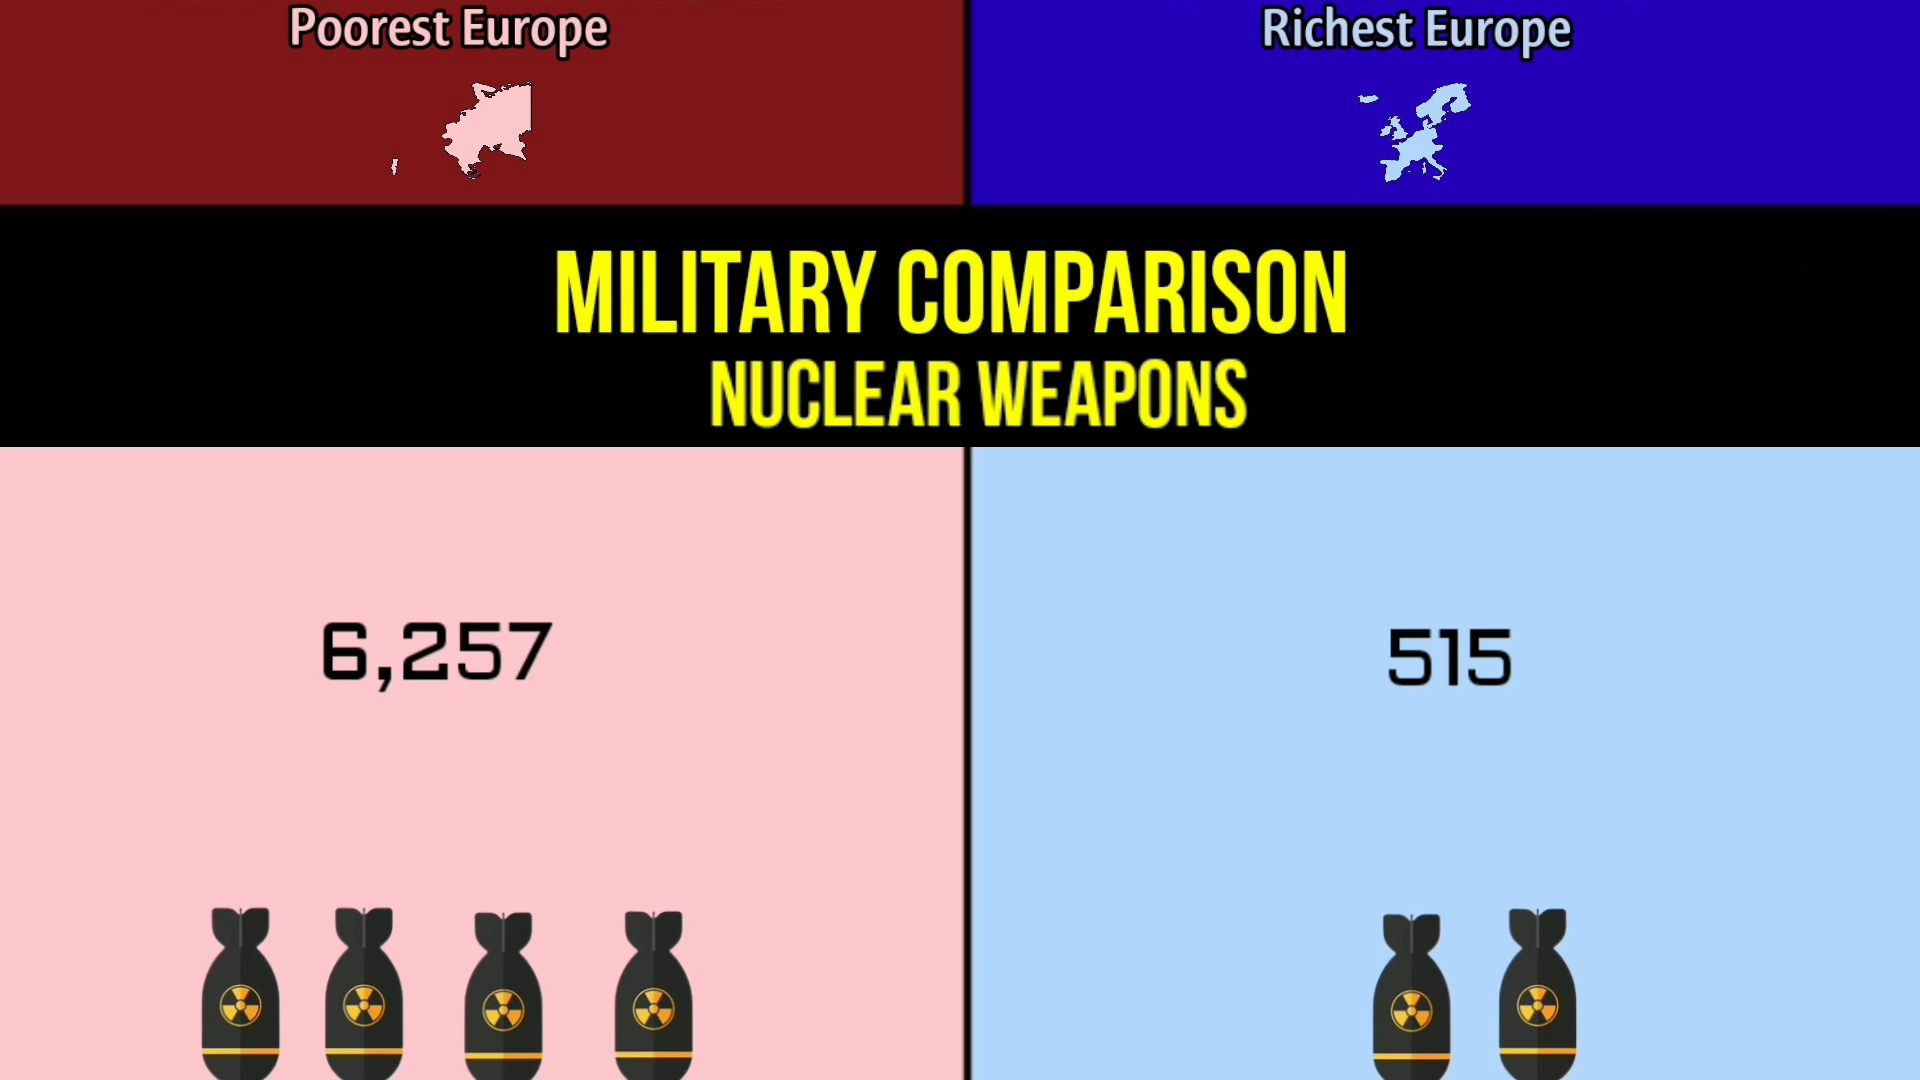 Poorest Europe
Richest Europe
MILITARY COMPARISON
NUCLEAR WEAPONS
6,257
515